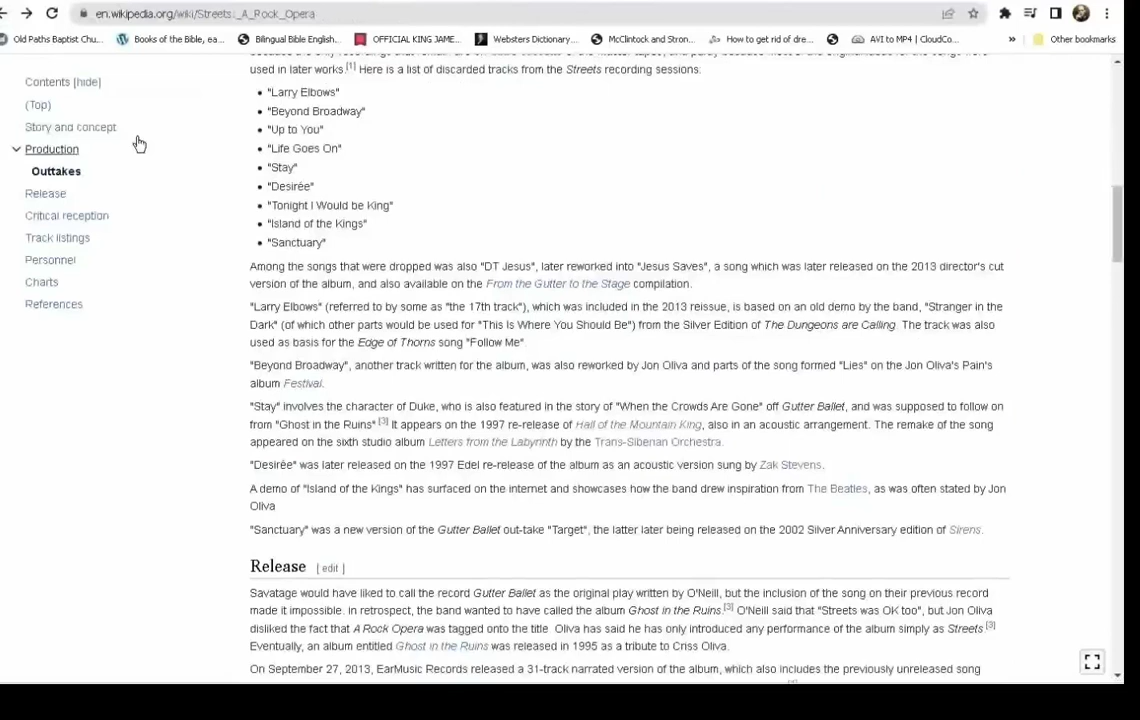 en.wikipedia.org/wiki/Streets:_A_Rock_Opera
Old Paths Baptist Chu...
Books of the Bible, ea...
Bilingual Bible English...
OFFICIAL KING JAME...
Websters Dictionary...
McClintock and Stron...
How to get rid of dre...
AVI to MP4 | CloudCo...
»
Other bookmarks
Contents [hide]
(Top)
Story and concept
Production
Outtakes
Release
Critical reception
Track listings
Personnel
Charts
References
used in later works.[1] Here is a list of discarded tracks from the Streets recording sessions:
• "Larry Elbows"
• "Beyond Broadway"
• "Up to You"
• "Life Goes On"
• "Stay"
• "Desirée"
• "Tonight I Would be King"
• "Island of the Kings"
• "Sanctuary"
Among the songs that were dropped was also "DT Jesus", later reworked into "Jesus Saves", a song which was later released on the 2013 director's cut
version of the album, and also available on the From the Gutter to the Stage compilation.
"Larry Elbows" (referred to by some as "the 17th track"), which was included in the 2013 reissue, is based on an old demo by the band, "Stranger in the
Dark" (of which other parts would be used for "This Is Where You Should Be") from the Silver Edition of The Dungeons are Calling. The track was also
used as basis for the Edge of Thorns song "Follow Me".
"Beyond Broadway", another track written for the album, was also reworked by Jon Oliva and parts of the song formed "Lies" on the Jon Oliva's Pain's
album Festival.
"Stay" involves the character of Duke, who is also featured in the story of "When the Crowds Are Gone" off Gutter Ballet, and was supposed to follow on
from "Ghost in the Ruins".[3] It appears on the 1997 re-release of Hall of the Mountain King, also in an acoustic arrangement. The remake of the song
appeared on the sixth studio album Letters from the Labyrinth by the Trans-Siberian Orchestra.
"Desirée" was later released on the 1997 Edel re-release of the album as an acoustic version sung by Zak Stevens.
A demo of "Island of the Kings" has surfaced on the internet and showcases how the band drew inspiration from The Beatles, as was often stated by Jon
Oliva
"Sanctuary" was a new version of the Gutter Ballet out-take "Target", the latter later being released on the 2002 Silver Anniversary edition of Sirens.
Release [ edit ]
Savatage would have liked to call the record Gutter Ballet as the original play written by O'Neill, but the inclusion of the song on their previous record
made it impossible. In retrospect, the band wanted to have called the album Ghost in the Ruins.[3] O'Neill said that "Streets was OK too", but Jon Oliva
disliked the fact that A Rock Opera was tagged onto the title. Oliva has said he has only introduced any performance of the album simply as Streets.[3]
Eventually, an album entitled Ghost in the Ruins was released in 1995 as a tribute to Criss Oliva.
On September 27, 2013, EarMusic Records released a 31-track narrated version of the album, which also includes the previously unreleased song